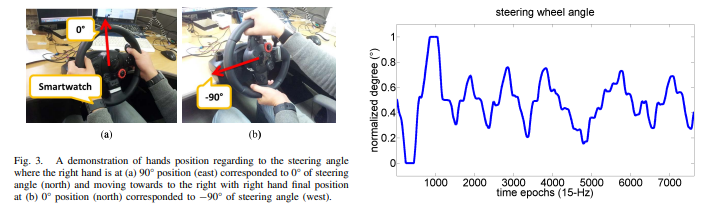 0°
Smartwatch
-90°
(a)
(b)
Fig. 3. A demonstration of hands position regarding to the steering angle
where the right hand is at (a) 90° position (east) corresponded to 0° of steering
angle (north) and moving towards to the right with right hand final position
at (b) 0° position (north) corresponded to −90° of steering angle (west).
steering wheel angle
normalized degree (°)
1
0.8
0.6
0.4
0.2
0
1000 2000 3000 4000 5000 6000 7000
time epochs (15-Hz)